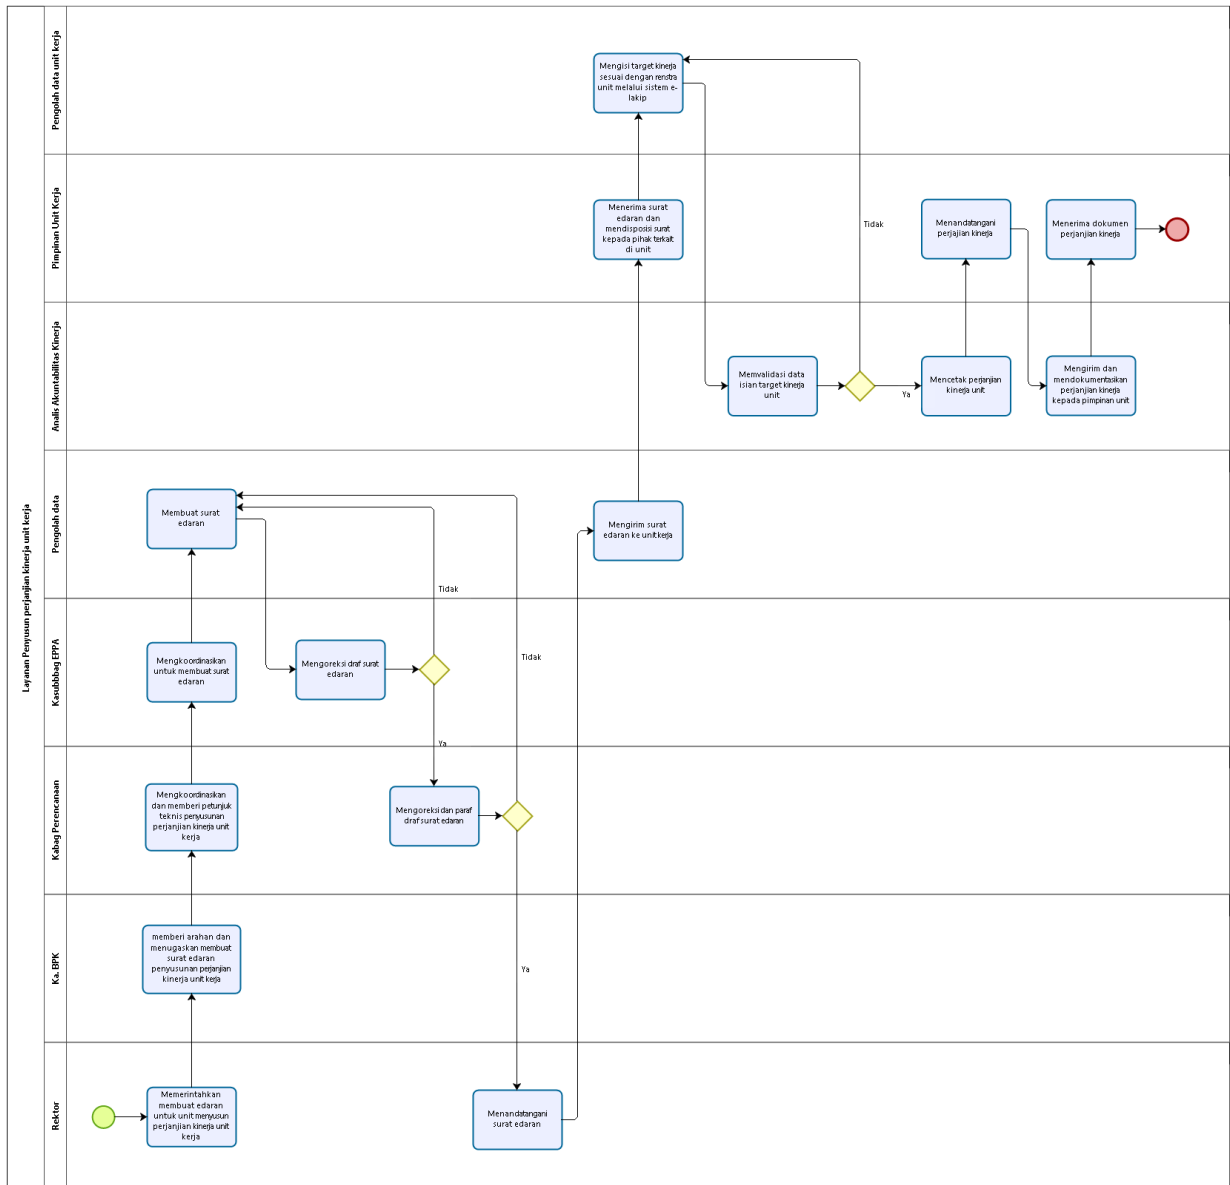 Layanan Penyusun perjanjian kinerja unit kerja
Pengolah data unit kerja
Mengisi target kinerja
sesuai dengan renstra
unit melalui sistem e-
lakip
Pimpinan Unit Kerja
Menerima surat
edaran dan
mendisposisi surat
kepada pihak terkait
di unit
Tidak
Menandatangani
perjajian kinerja
Menerima dokumen
perjanjian kinerja
Analis Akuntabilitas Kinerja
Memvalidasi data
isian target kinerja
unit
Ya
Mencetak perjanjian
kinerja unit
Mengirim dan
mendokumentasikan
perjanjian kinerja
kepada pimpinan unit
Pengolah data
Membuat surat
edaran
Tidak
Mengirim surat
edaran ke unit kerja
Kasubbbag EPPA
Mengkoordinasikan
untuk membuat surat
edaran
Mengoreksi draf surat
edaran
Tidak
Ya
Kabag Perencanaan
Mengkoordinasikan
dan memberi petunjuk
teknis penyusunan
perjanjian kinerja unit
kerja
Mengoreksi dan paraf
draf surat edaran
Ka. BPK
memberi arahan dan
menugaskan membuat
surat edaran
penyusunan perjanjian
kinerja unit kerja
Ya
Rektor
Memerintahkan
membuat edaran
untuk unit menyusun
perjanjian kinerja unit
kerja
Menandatangani
surat edaran